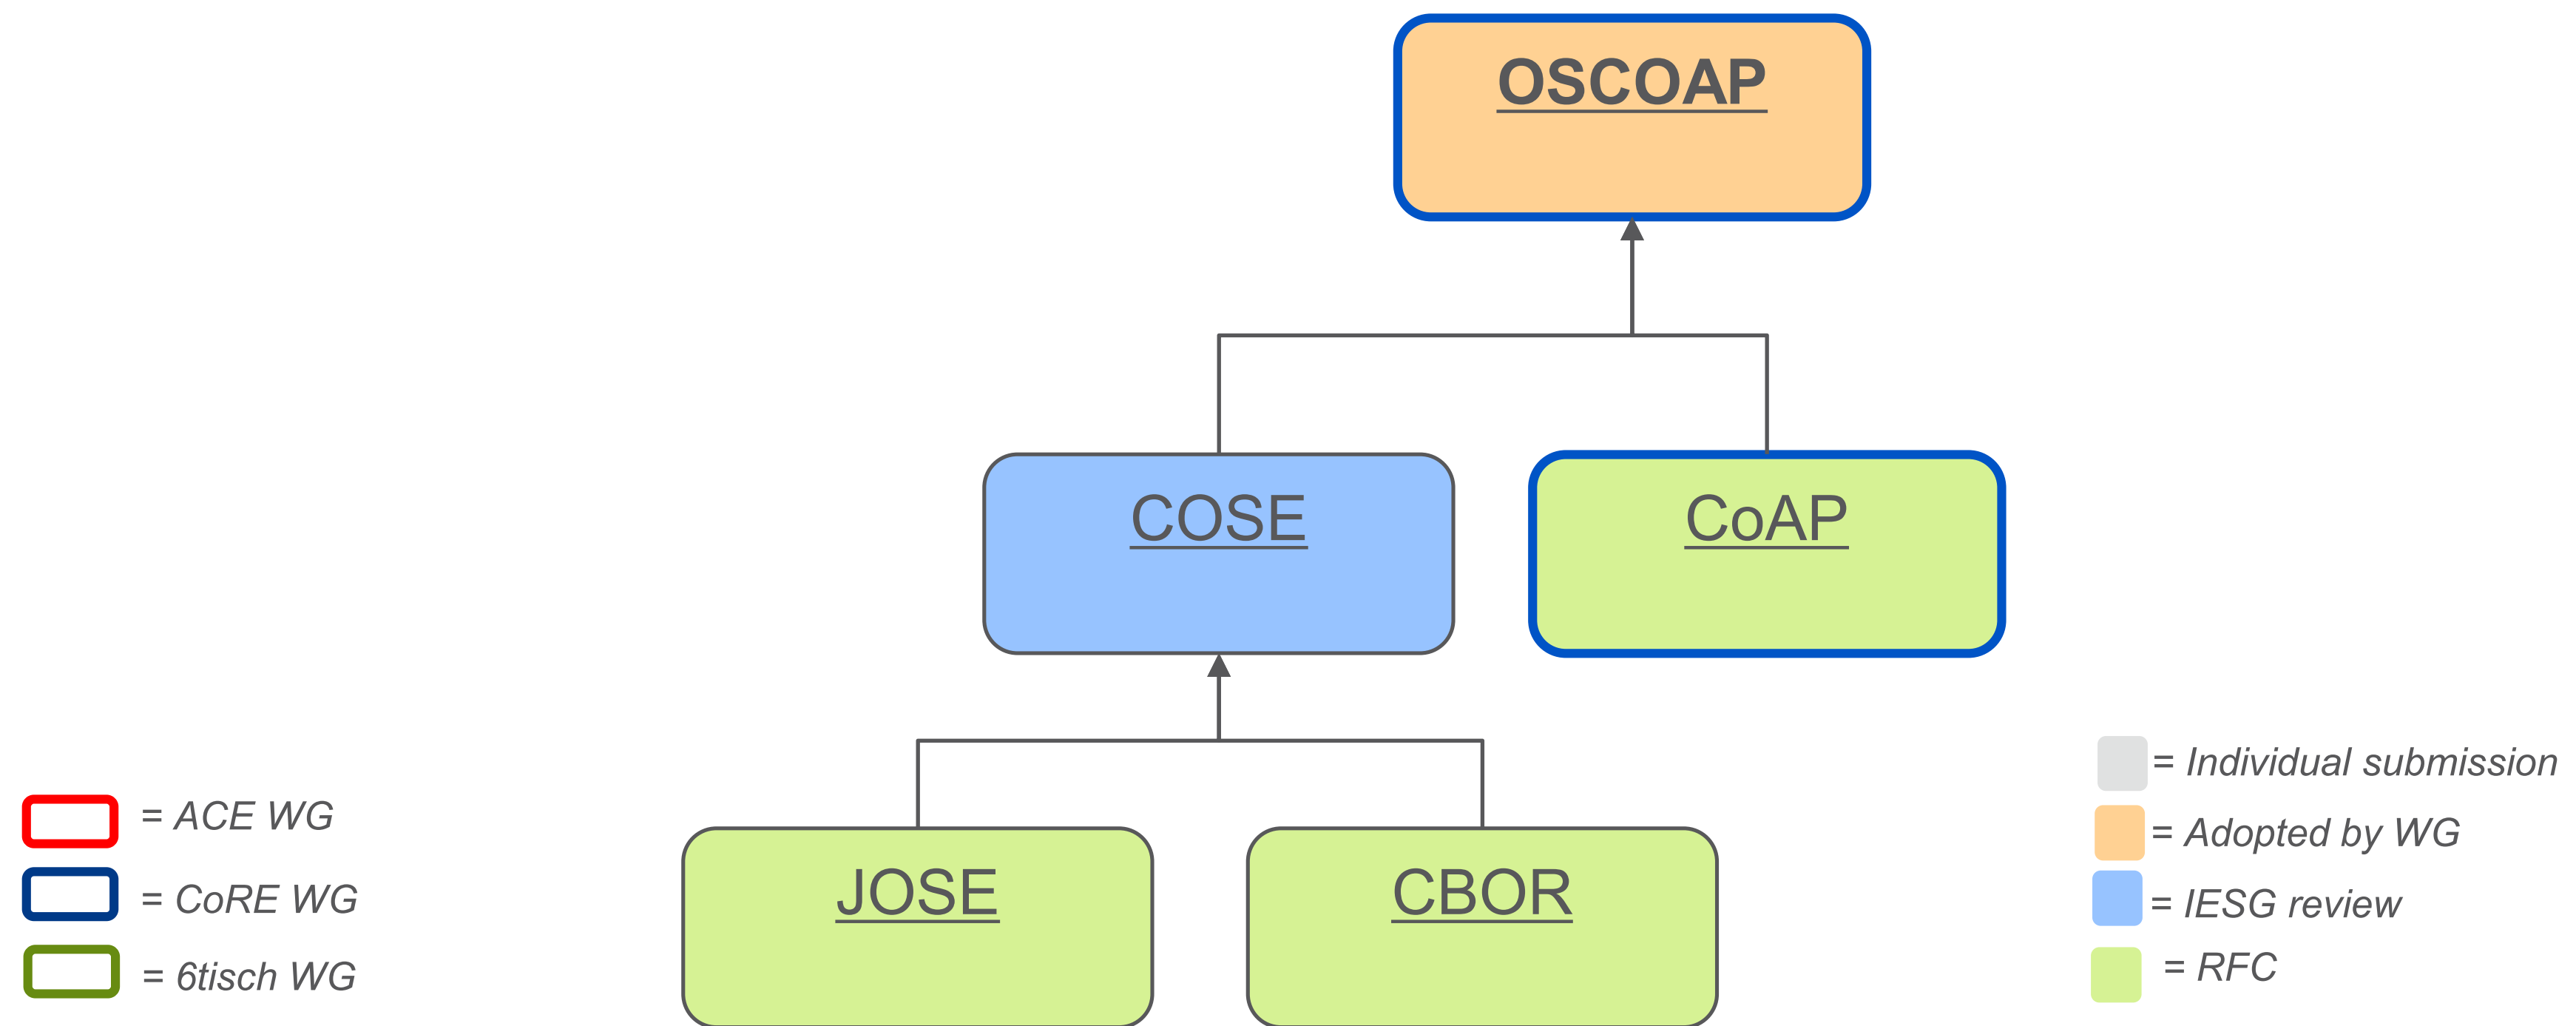 OSCOAP
COSE
CoAP
JOSE
CBOR
= ACE WG
= CoRE WG
= 6tisch WG
= Individual submission
= Adopted by WG
= IESG review
= RFC